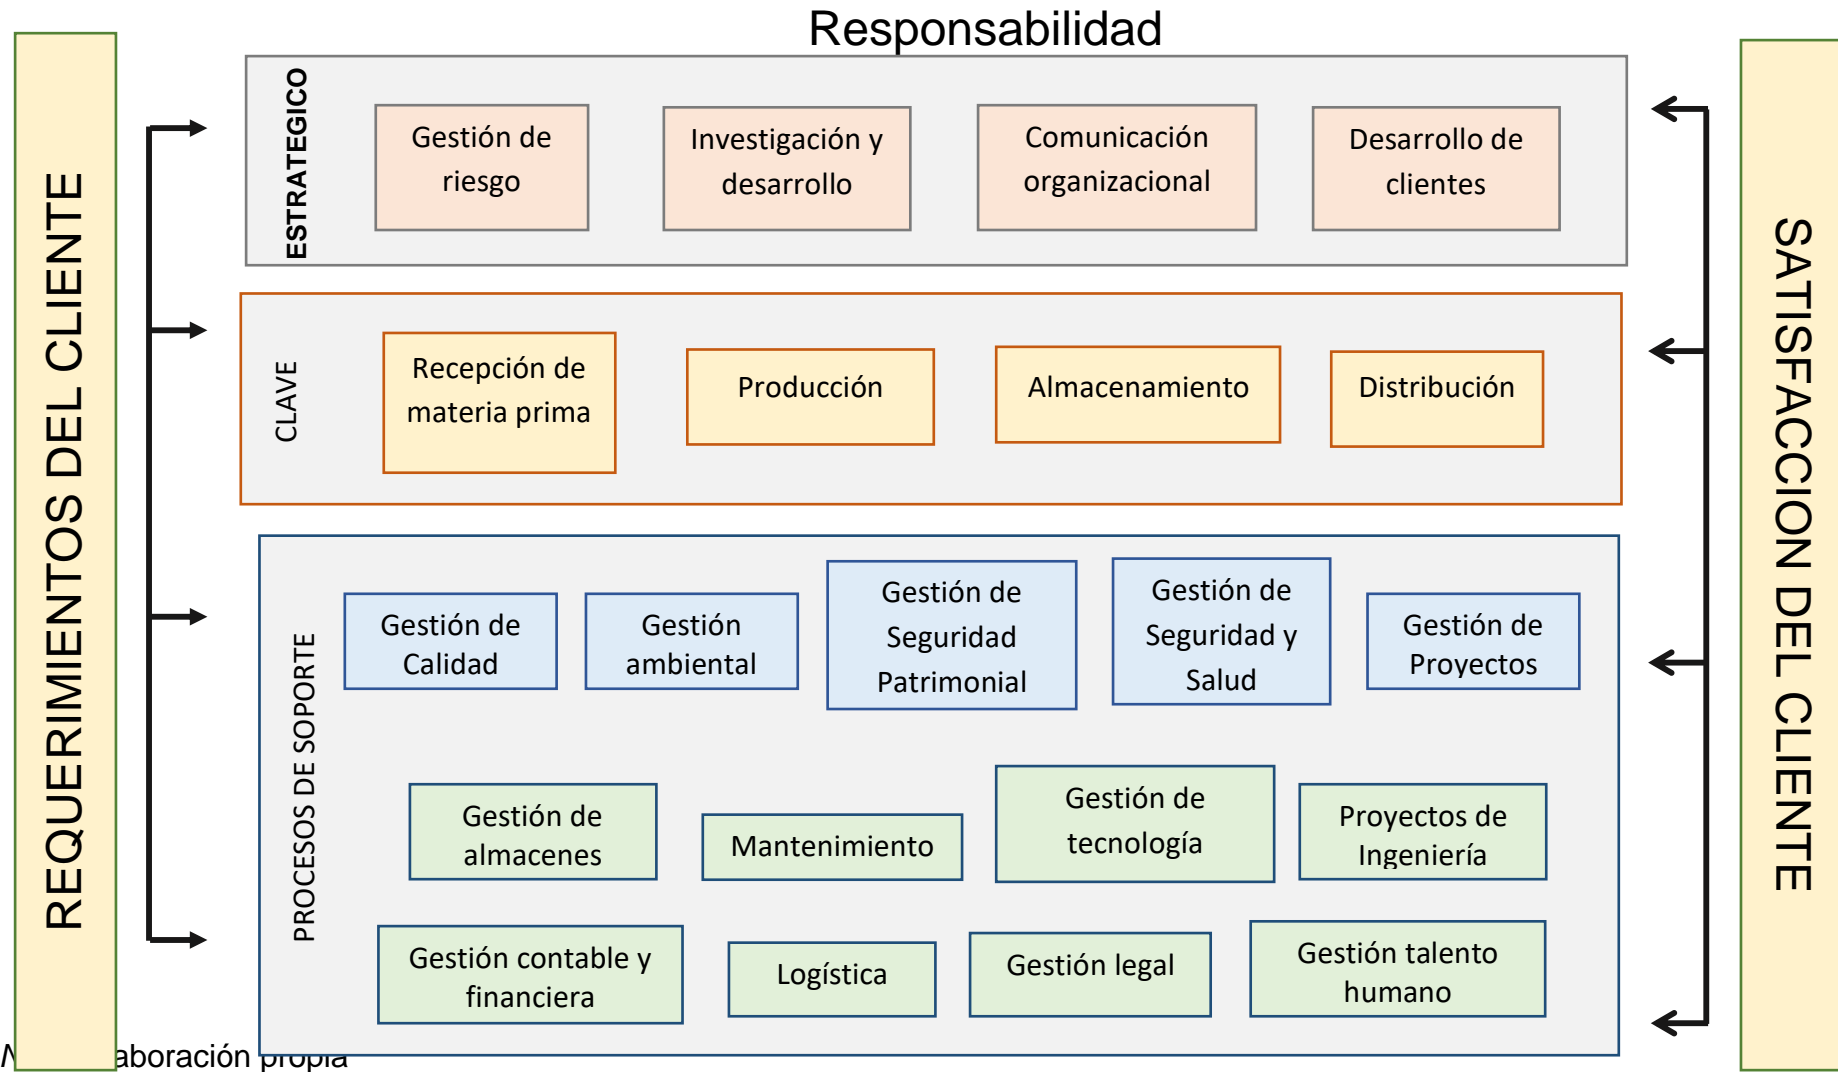 Responsabilidad
REQUERIMIENTOS DEL CLIENTE
ESTRATEGICO
Gestión de
riesgo
Investigación y
desarrollo
Comunicación
organizacional
Desarrollo de
clientes
CLAVE
Recepción de
materia prima
Producción
Almacenamiento
Distribución
PROCESOS DE SOPORTE
Gestión de
Calidad
Gestión
ambiental
Gestión de
Seguridad
Patrimonial
Gestión de
Seguridad y
Salud
Gestión de
Proyectos
Gestión de
almacenes
Mantenimiento
Gestión de
tecnología
Proyectos de
Ingeniería
Gestión contable y
financiera
Logística
Gestión legal
Gestión talento
humano
SATISFACCION DEL CLIENTE
aboración propia